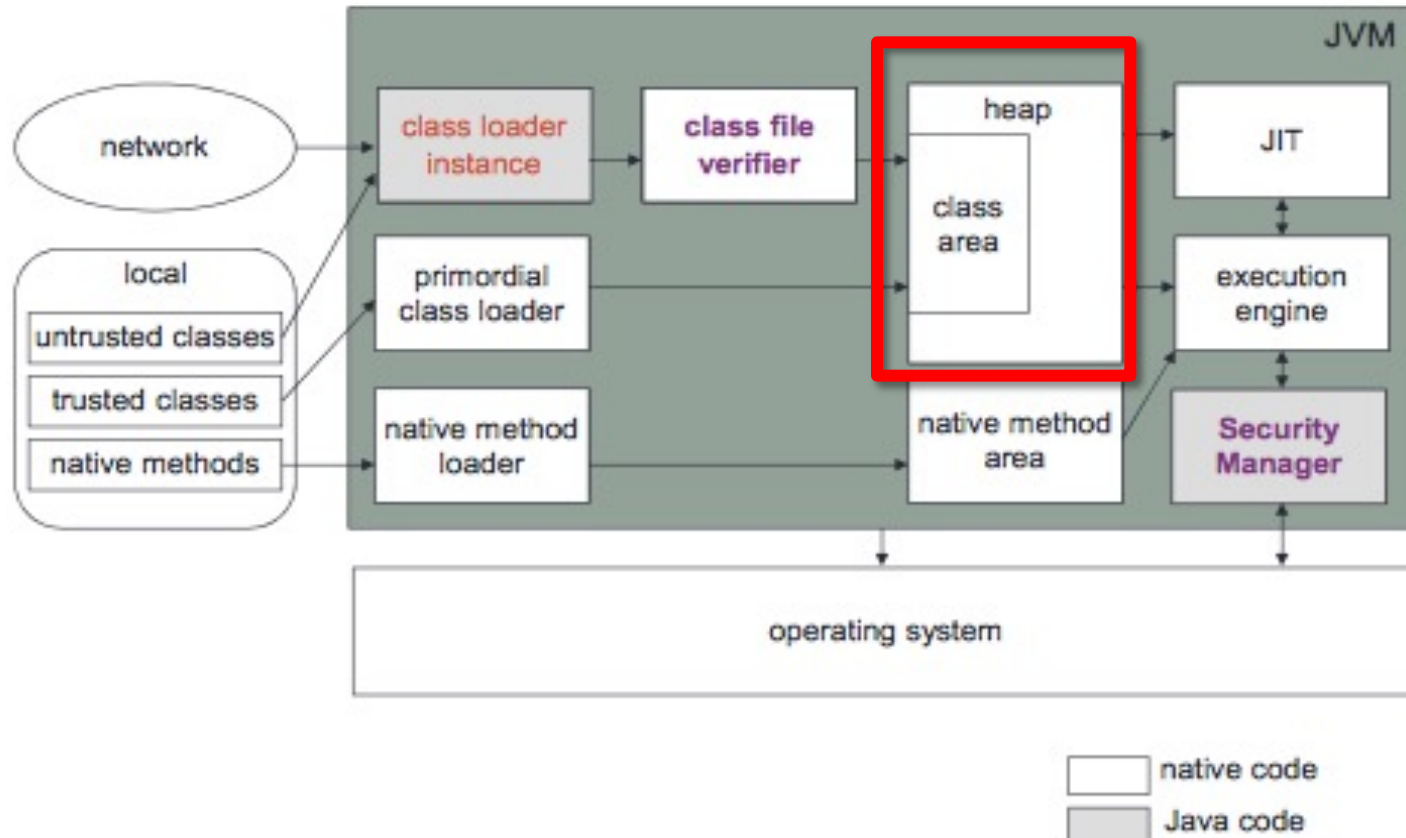 JVM
network
class loader
instance
class file
verifier
heap
class
area
JIT
local
untrusted classes
trusted classes
native methods
primordial
class loader
execution
engine
native method
loader
native method
area
Security
Manager
operating system
native code
Java code